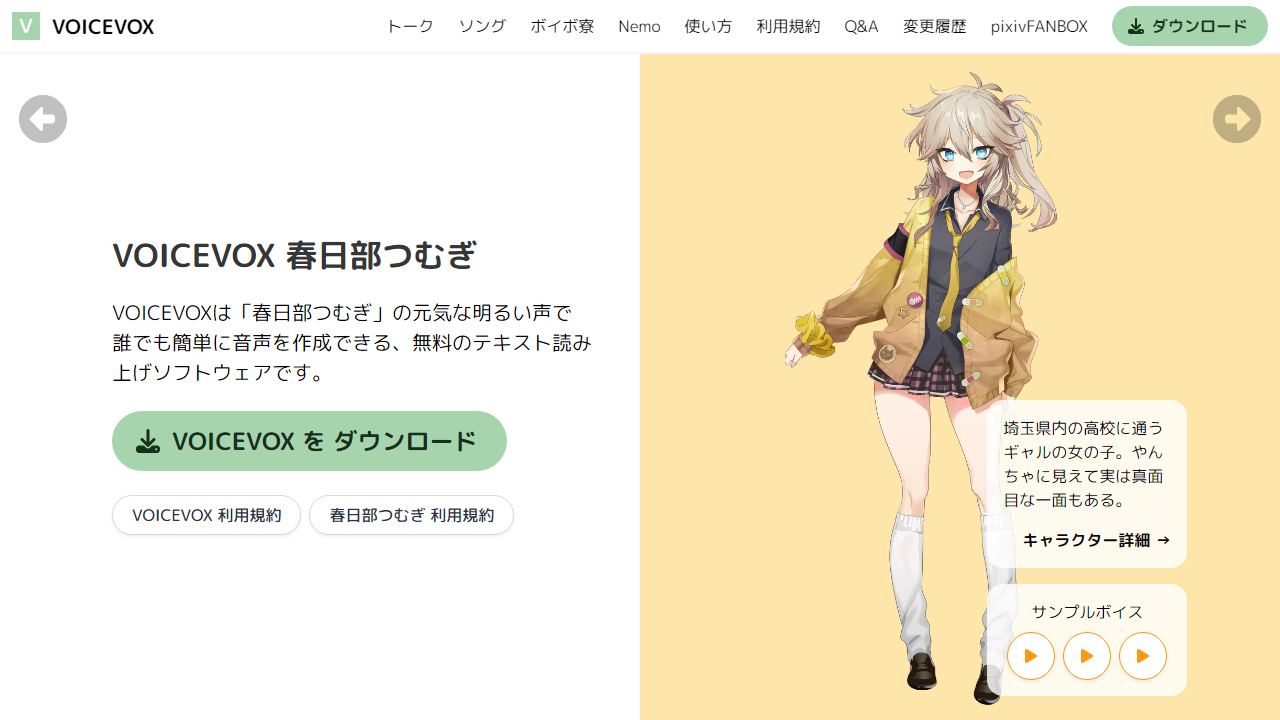 V VOICEVOX トーク ソング ボイボ寮 Nemo 使い方 利用規約 Q&A 変更履歴 pixivFANBOX ダウンロード
VOICEVOX 春日部つむぎ
VOICEVOXは「春日部つむぎ」の元気な明るい声で
誰でも簡単に音声を作成できる、無料のテキスト読み
上げソフトウェアです。
VOICEVOX を ダウンロード
VOICEVOX 利用規約 春日部つむぎ 利用規約
埼玉県内の高校に通う
ギャルの女の子。やん
ちゃに見えて実は真面
目な一面もある。
キャラクター詳細 →
サンプルボイス